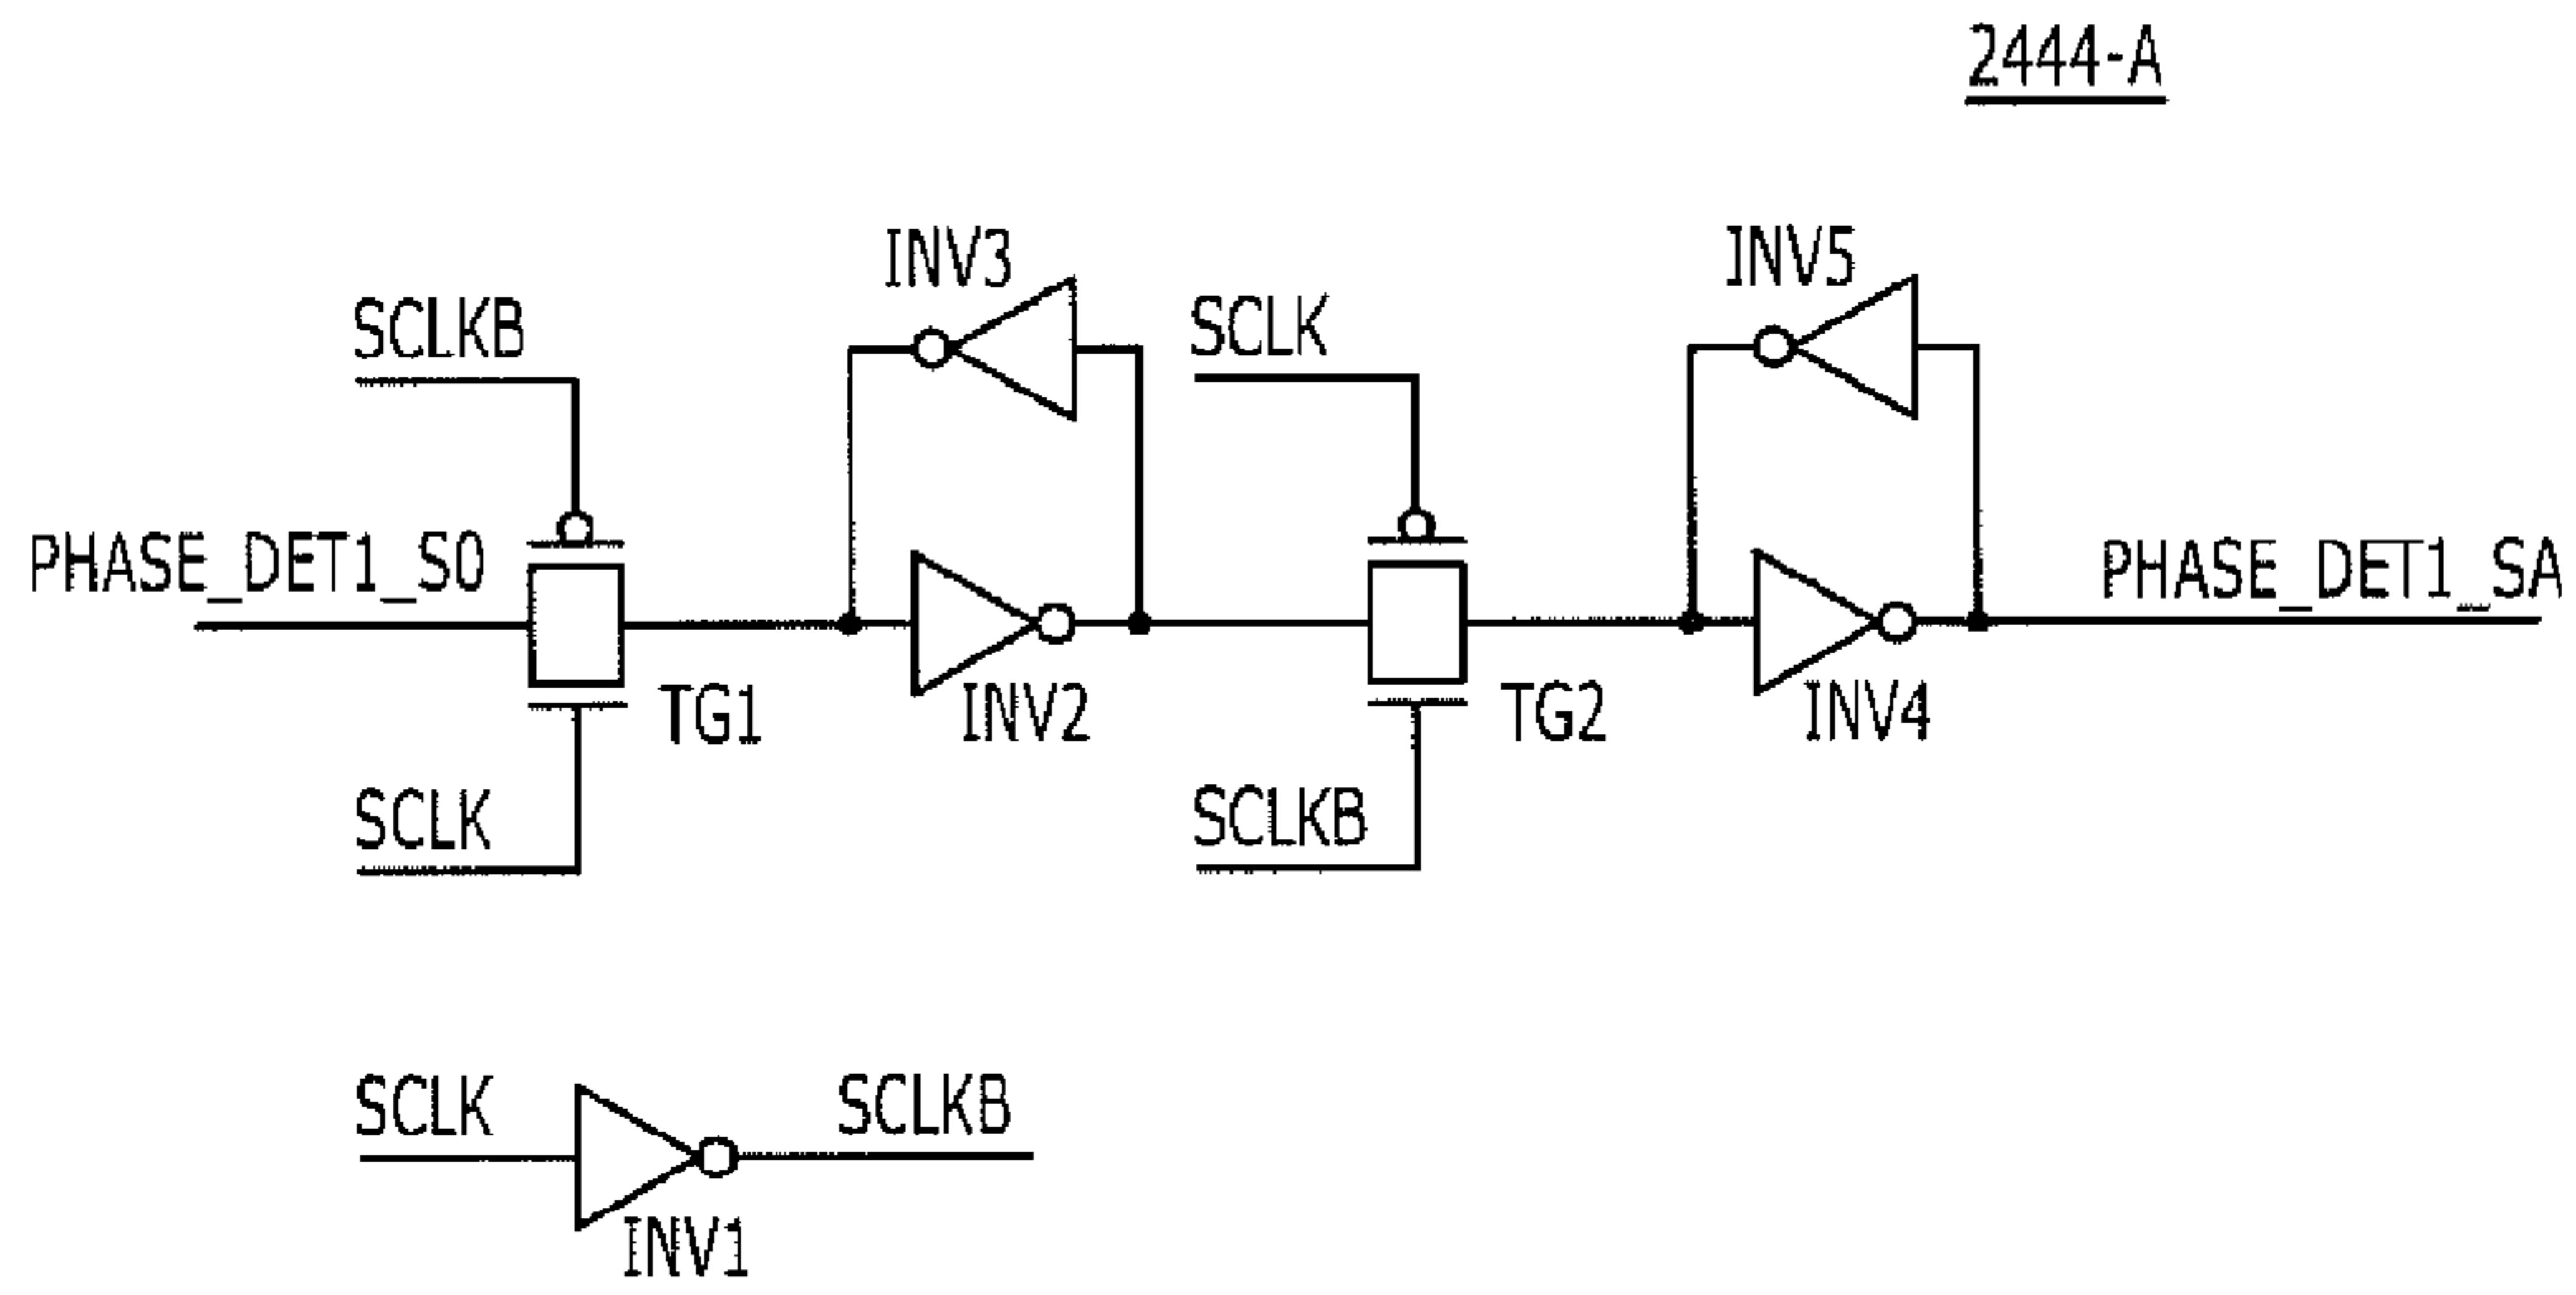 2444-A
INV3
INV5
SCLKB
SCLK
PHASE_DET1_S0
PHASE_DET1_SA
TG1
INV2
TG2
INV4
SCLK
SCLKB
SCLK
SCLKB
INV1